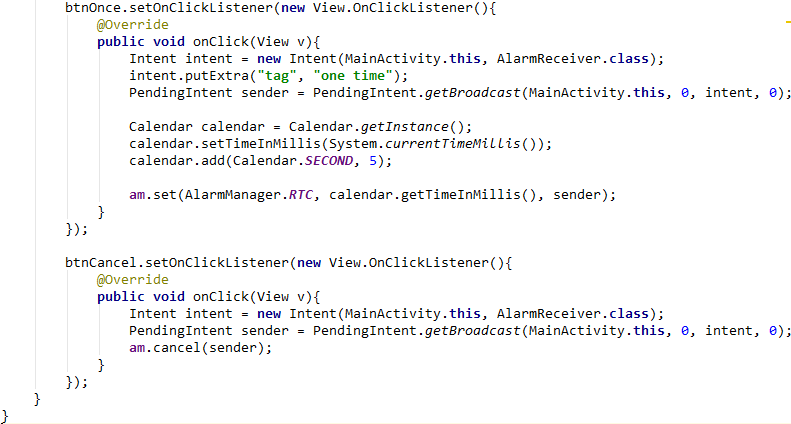 btnOnce.setOnClickListener(new View.OnClickListener(){
@Override
public void onClick(View v){
Intent intent = new Intent(MainActivity.this, AlarmReceiver.class);
intent.putExtra("tag", "one time");
PendingIntent sender = PendingIntent.getBroadcast(MainActivity.this, 0, intent, 0);
Calendar calendar = Calendar.getInstance();
calendar.setTimeInMillis(System.currentTimeMillis());
calendar.add(Calendar.SECOND, 5);
am.set(AlarmManager.RTC, calendar.getTimeInMillis(), sender);
}
});
btnCancel.setOnClickListener(new View.OnClickListener(){
@Override
public void onClick(View v){
Intent intent = new Intent(MainActivity.this, AlarmReceiver.class);
PendingIntent sender = PendingIntent.getBroadcast(MainActivity.this, 0, intent, 0);
am.cancel(sender);
}
});
}
}